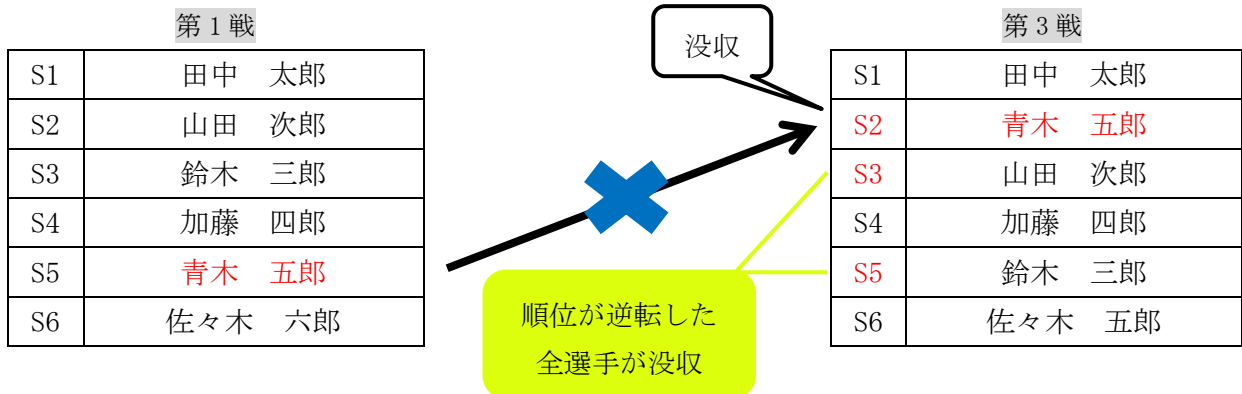 第1戦
S1 田中 太郎
S2 山田 次郎
S3 鈴木 三郎
S4 加藤 四郎
S5 青木 五郎
S6 佐々木 六郎
没収
順位が逆転した
全選手が没収
第3戦
S1 田中 太郎
S2 青木 五郎
S3 山田 次郎
S4 加藤 四郎
S5 鈴木 三郎
S6 佐々木 五郎